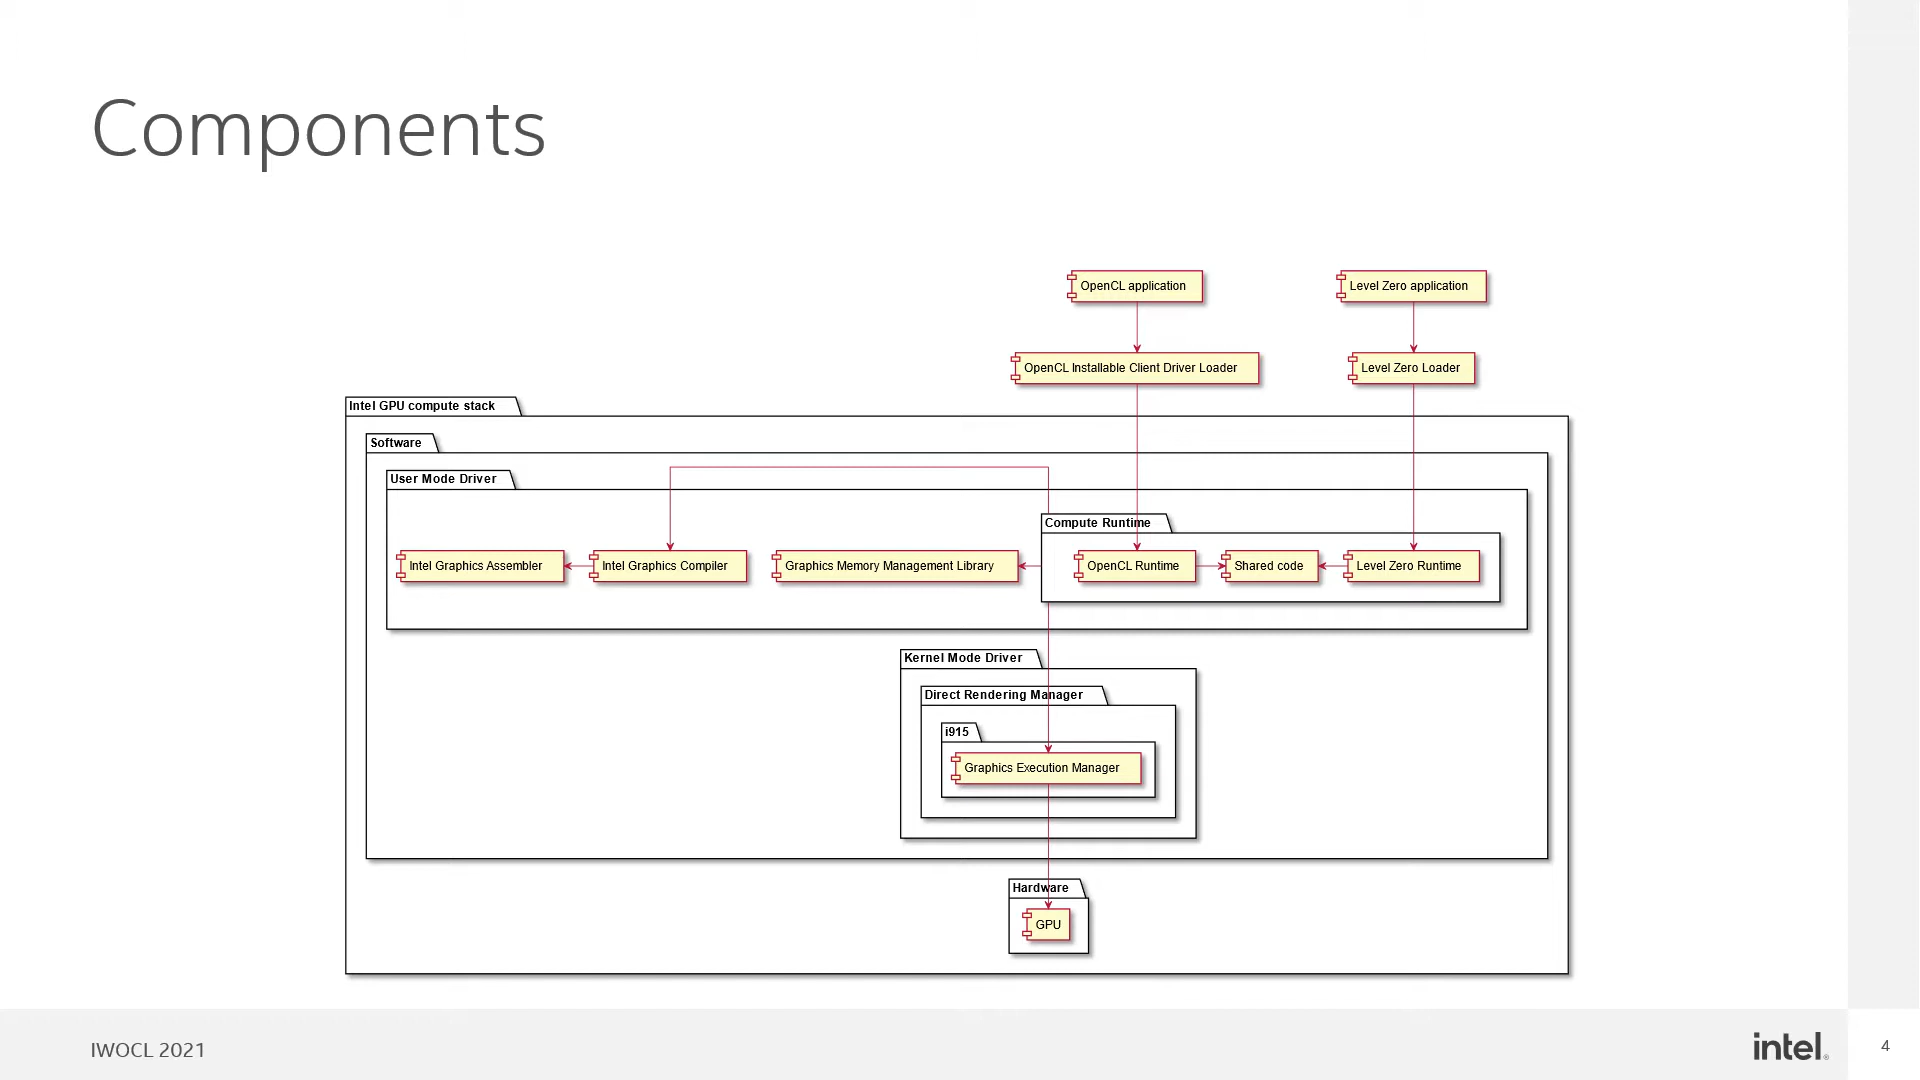 Components
OpenCL application
Level Zero application
OpenCL Installable Client Driver Loader
Level Zero Loader
Intel GPU compute stack
Software
User Mode Driver
Compute Runtime
Intel Graphics Assembler
Intel Graphics Compiler
Graphics Memory Management Library
OpenCL Runtime
Shared code
Level Zero Runtime
Kernel Mode Driver
Direct Rendering Manager
i915
Graphics Execution Manager
Hardware
GPU
IWOCL 2021
intel®
4